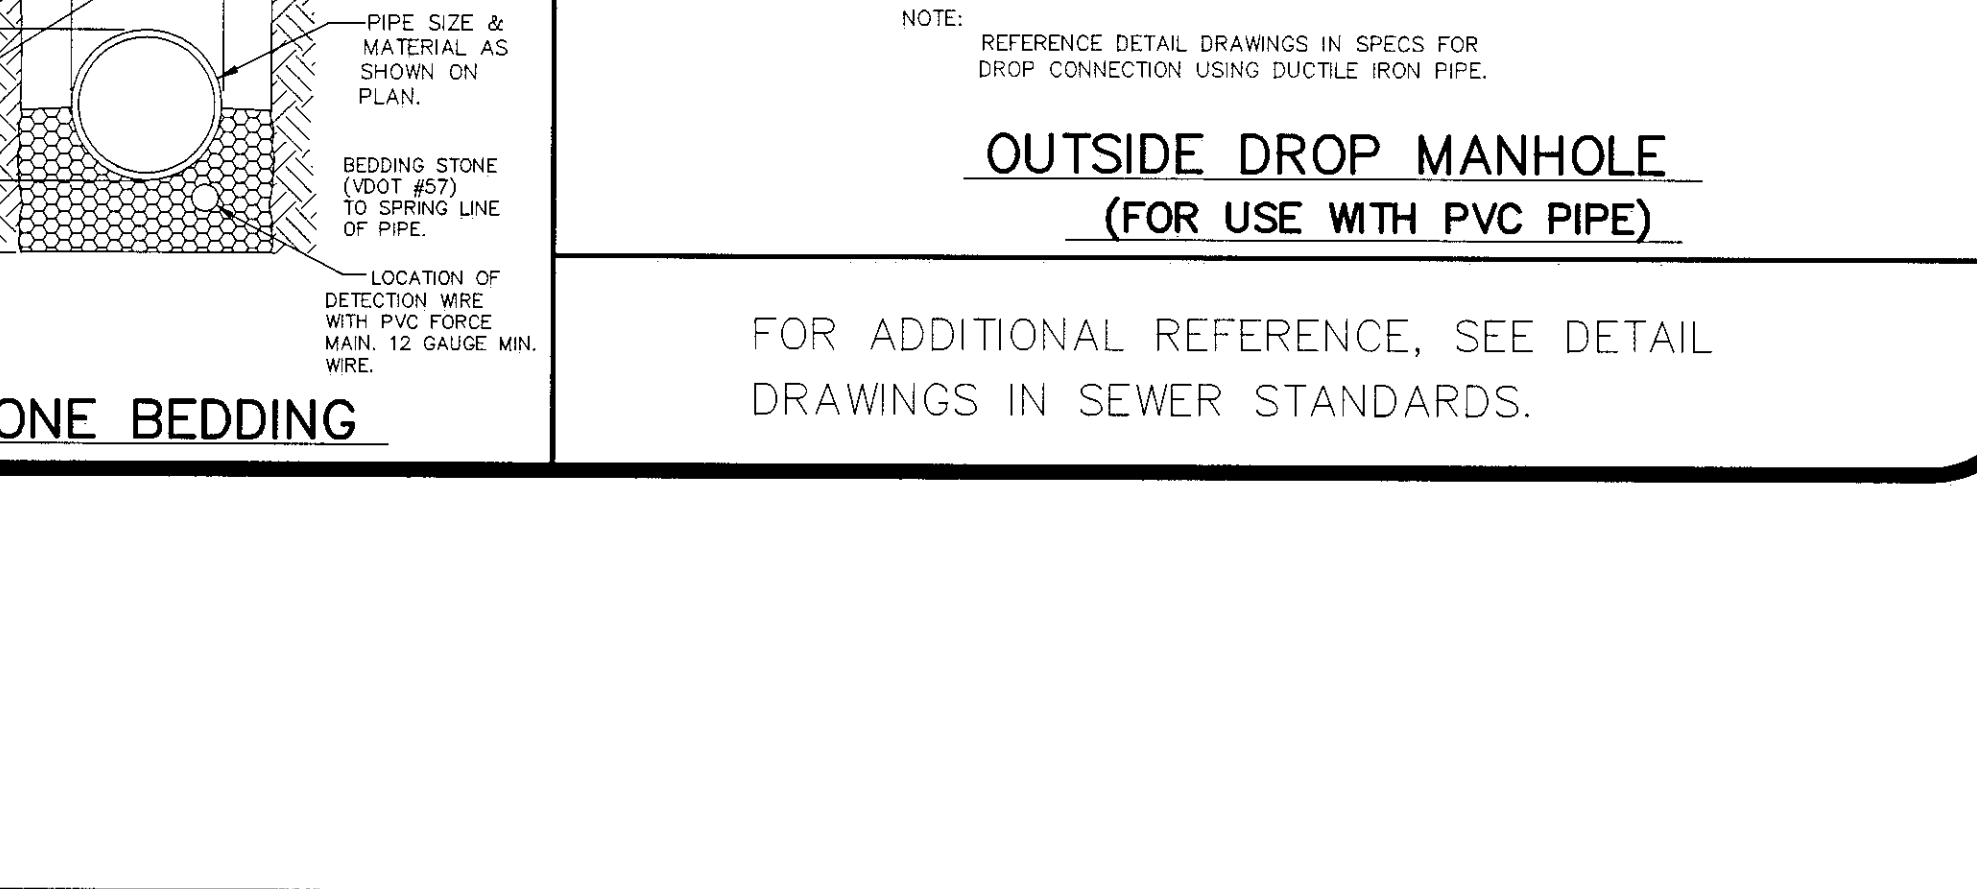 PIPE SIZE &
MATERIAL AS
SHOWN ON
PLAN.
BEDDING STONE
(VDOT #57)
TO SPRING LINE
OF PIPE.
LOCATION OF
DETECTION WIRE
WITH PVC FORCE
MAIN. 12 GAUGE MIN.
WIRE.
ONE BEDDING
NOTE:
REFERENCE DETAIL DRAWINGS IN SPECS FOR
DROP CONNECTION USING DUCTILE IRON PIPE.
OUTSIDE DROP MANHOLE
(FOR USE WITH PVC PIPE)
FOR ADDITIONAL REFERENCE, SEE DETAIL
DRAWINGS IN SEWER STANDARDS.